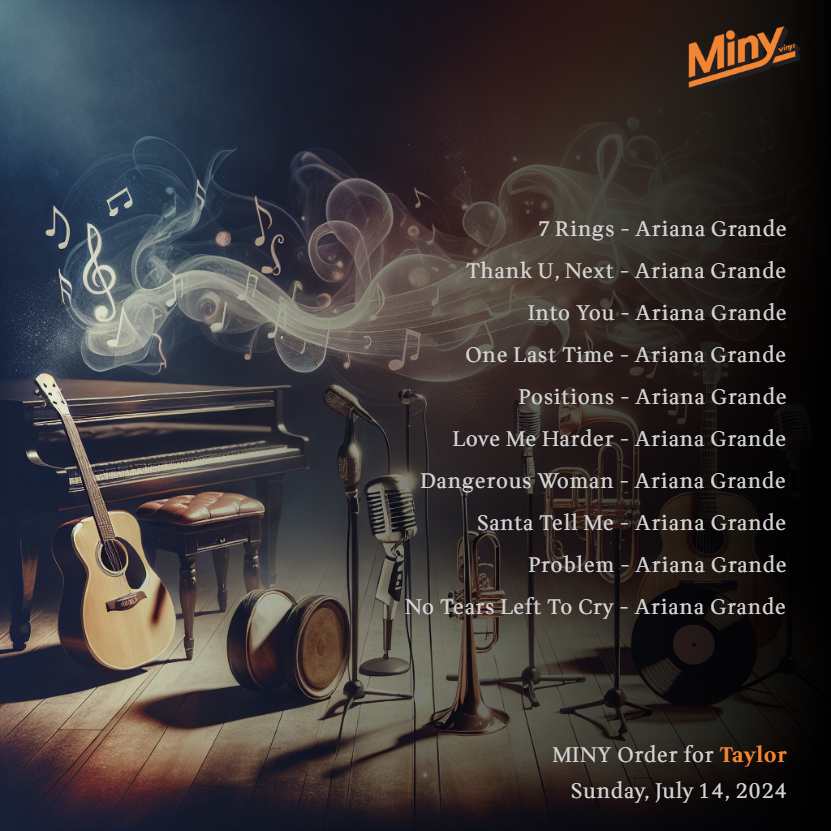 Miny
vinyl
7 Rings - Ariana Grande
Thank U, Next - Ariana Grande
Into You - Ariana Grande
One Last Time - Ariana Grande
Positions - Ariana Grande
Love Me Harder - Ariana Grande
Dangerous Woman - Ariana Grande
Santa Tell Me - Ariana Grande
Problem - Ariana Grande
No Tears Left To Cry - Ariana Grande
MINY Order for Taylor
Sunday, July 14, 2024